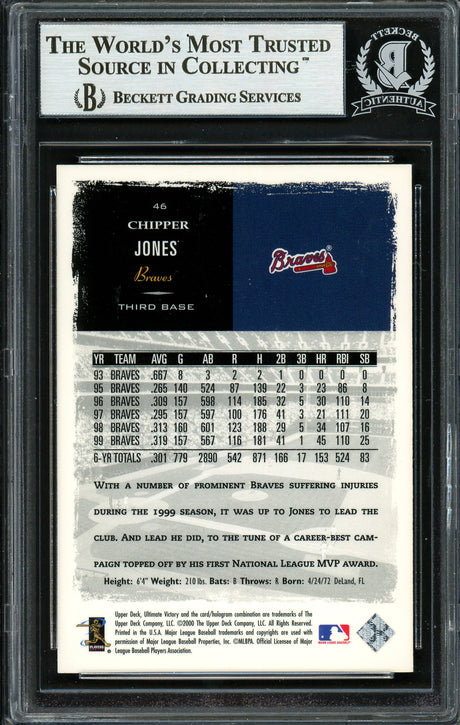 THE WORLD'S MOST TRUSTED
SOURCE IN COLLECTING™
B BECKETT GRADING SERVICES
BECKETT
B
AUTHENTIC
46
CHIPPER
JONES
Braves
THIRD BASE
Braves®
YR TEAM AVG G AB R H 2B 3B HR RBI SB
93 BRAVES .667 8 3 2 2 1 0 0 0 0
95 BRAVES .265 140 524 87 139 22 3 23 86 8
96 BRAVES .309 157 598 114 185 32 5 30 110 14
97 BRAVES .295 157 597 100 176 41 3 21 111 20
98 BRAVES .313 160 601 123 188 29 5 34 107 16
99 BRAVES .319 157 567 116 181 41 1 45 110 25
6-YR TOTALS .301 779 2890 542 871 166 17 153 524 83
WITH A NUMBER OF PROMINENT BRAVES SUFFERING INJURIES
DURING THE 1999 SEASON, IT WAS UP TO JONES TO LEAD THE
CLUB. AND LEAD HE DID, TO THE TUNE OF A CAREER-BEST CAM-
PAIGN TOPPED OFF BY HIS FIRST NATIONAL LEAGUE MVP AWARD.
Height: 6'4" Weight: 210 lbs. Bats: B Throws: R Born: 4/24/72 DeLand, FL
Upper Deck, Ultimate Victory and the card/hologram combination are trademarks of The
Upper Deck Company, LLC. ©2000 The Upper Deck Company, LLC. All Rights Reserved.
Printed in the U.S.A. Major League Baseball trademarks and copyrights are used with
permission of Major League Baseball Properties, Inc. ©MLBPA. Official Licensee of Major
League Baseball Players Association.
PLAYERS